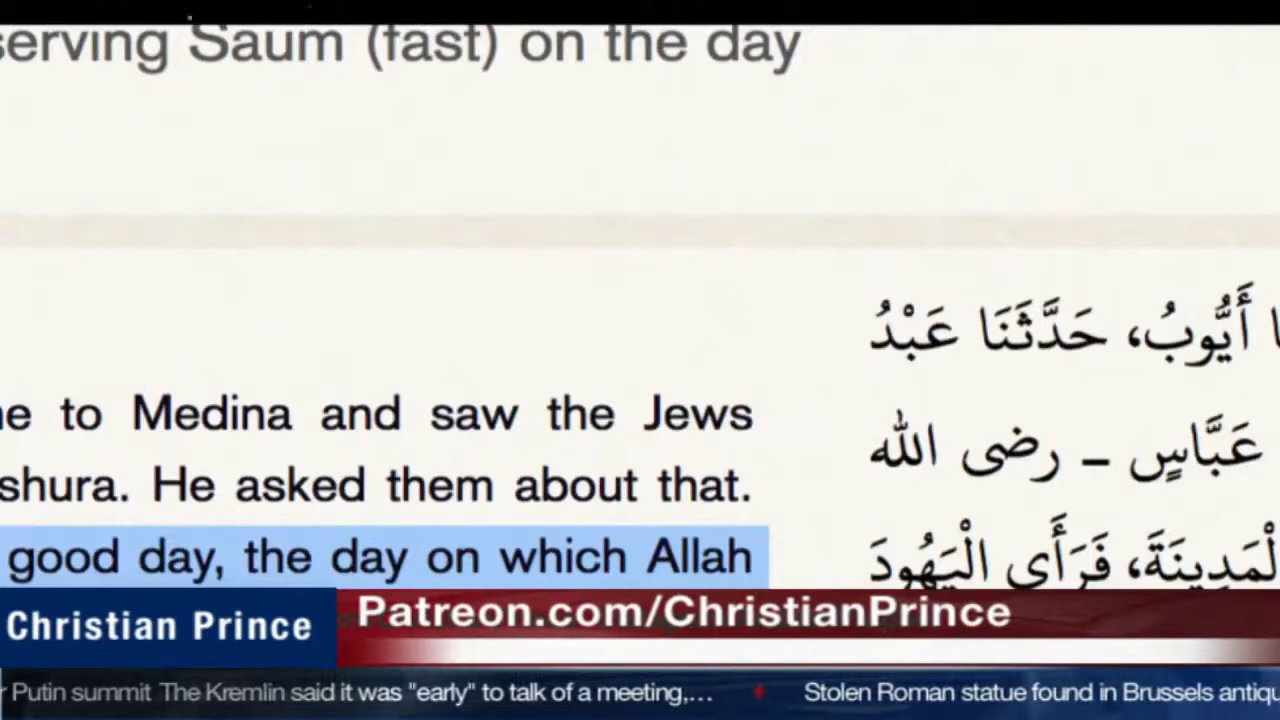 serving Saum (fast) on the day
ا أَيُّوبُ، حَدَّثَنَا عَبْدُ
ne to Medina and saw the Jews
عَبَّاسٍ ـ رضى الله
shura. He asked them about that.
good day, the day on which Allah
لْمَدِينَةَ، فَرَأَى الْيَهُودَ
Christian Prince
Patreon.com/ChristianPrince
r Putin summit The Kremlin said it was "early" to talk of a meeting,...
Stolen Roman statue found in Brussels antiqu